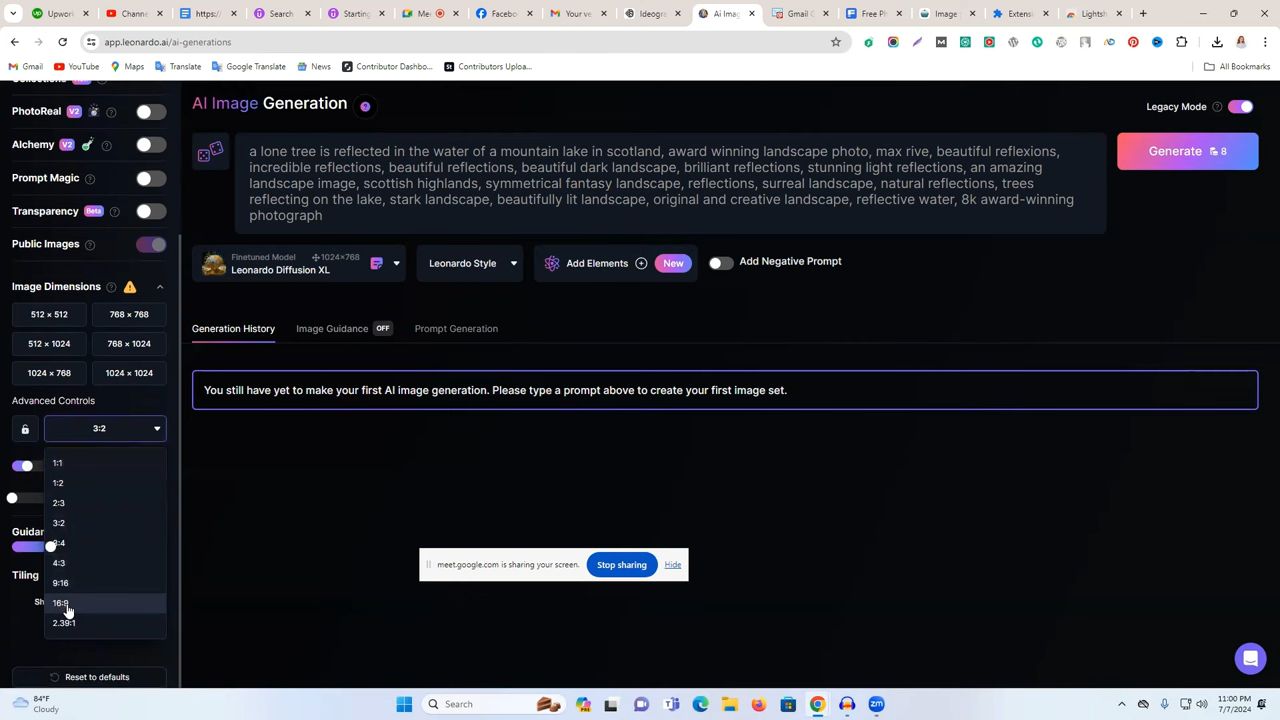 Upwork
Channel
https://
Search
Starting
Meet
Facebook
Your ve
Ideogra
Ai Imag
Gmail C
Free P
Image
Extensi
Lightsh
app.leonardo.ai/ai-generations
Gmail
YouTube
Maps
Translate
Google Translate
News
Contributor Dashbo...
Contributors Uploa...
All Bookmarks
AI Image Generation
Legacy Mode
PhotoReal V2
Alchemy V2
Prompt Magic
Transparency Beta
Public Images
Image Dimensions
512 × 512
768 × 768
512 × 1024
768 × 1024
1024 × 768
1024 × 1024
Advanced Controls
3:2
1:1
1:2
2:3
3:2
3:4
4:3
9:16
16:9
2.39:1
Guidan
Tiling
Sh
Reset to defaults
a lone tree is reflected in the water of a mountain lake in scotland, award winning landscape photo, max rive, beautiful reflexions,
incredible reflections, beautiful reflections, beautiful dark landscape, brilliant reflections, stunning light reflections, an amazing
landscape image, scottish highlands, symmetrical fantasy landscape, reflections, surreal landscape, natural reflections, trees
reflecting on the lake, stark landscape, beautifully lit landscape, original and creative landscape, reflective water, 8k award-winning
photograph
Generate 8
Finetuned Model 1024×768
Leonardo Diffusion XL
Leonardo Style
Add Elements New
Add Negative Prompt
Generation History
Image Guidance OFF
Prompt Generation
You still have yet to make your first AI image generation. Please type a prompt above to create your first image set.
meet.google.com is sharing your screen.
Stop sharing
Hide
84°F
Cloudy
Search
11:00 PM
7/7/2024